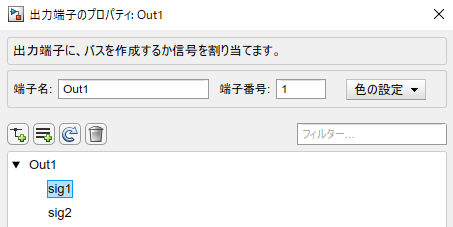 出力端子のプロパティ: Out1
出力端子に、バスを作成するか信号を割り当てます。
端子名: Out1 端子番号: 1 色の設定
フィルター...
Out1
sig1
sig2